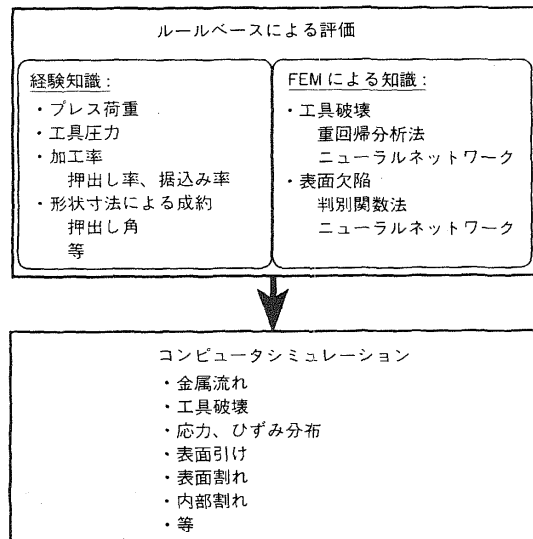 ルールベースによる評価
経験知識：
・プレス荷重
・工具圧力
・加工率
押出し率、据込み率
・形状寸法による成約
押出し角
等
FEMによる知識：
・工具破壊
重回帰分析法
ニューラルネットワーク
・表面欠陥
判別関数法
ニューラルネットワーク
コンピュータシミュレーション
・金属流れ
・工具破壊
・応力、ひずみ分布
・表面引け
・表面割れ
・内部割れ
・等